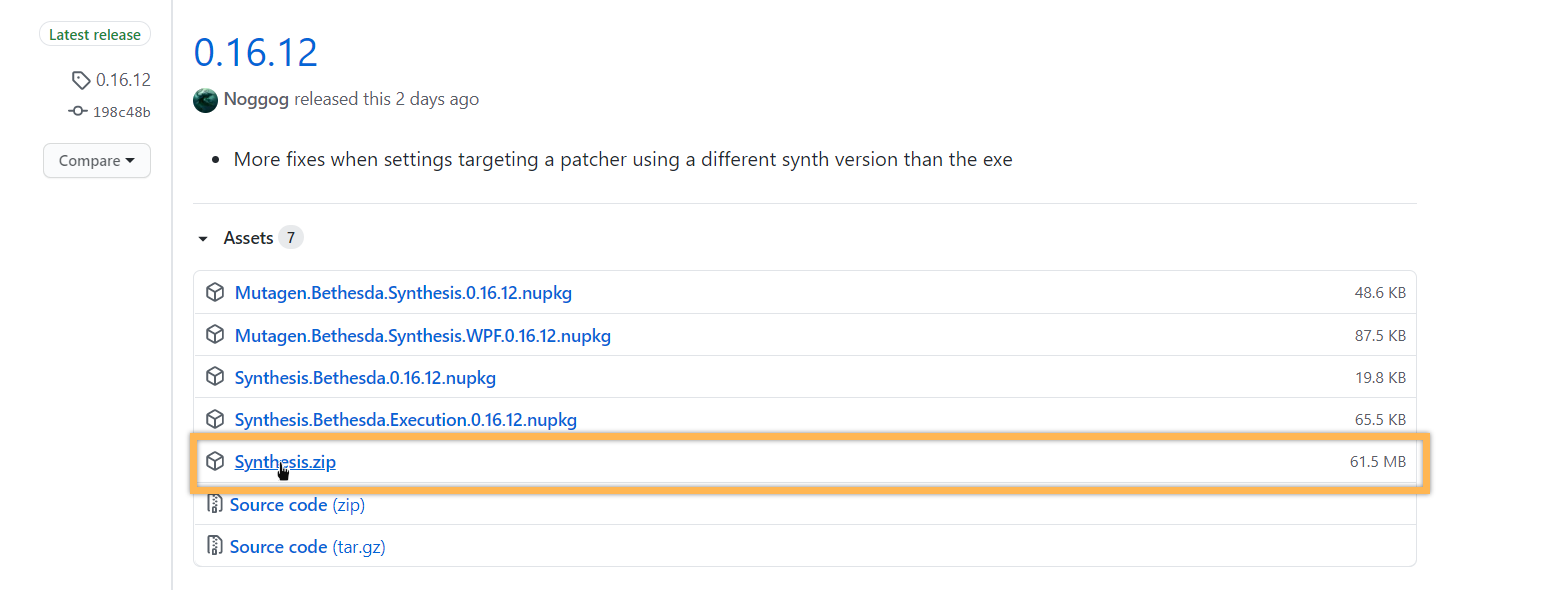 Latest release
0.16.12
198c48b
Compare
0.16.12
Noggog released this 2 days ago
More fixes when settings targeting a patcher using a different synth version than the exe
Assets 7
Mutagen.Bethesda.Synthesis.0.16.12.nupkg 48.6 KB
Mutagen.Bethesda.Synthesis.WPF.0.16.12.nupkg 87.5 KB
Synthesis.Bethesda.0.16.12.nupkg 19.8 KB
Synthesis.Bethesda.Execution.0.16.12.nupkg 65.5 KB
Synthesis.zip 61.5 MB
Source code (zip)
Source code (tar.gz)